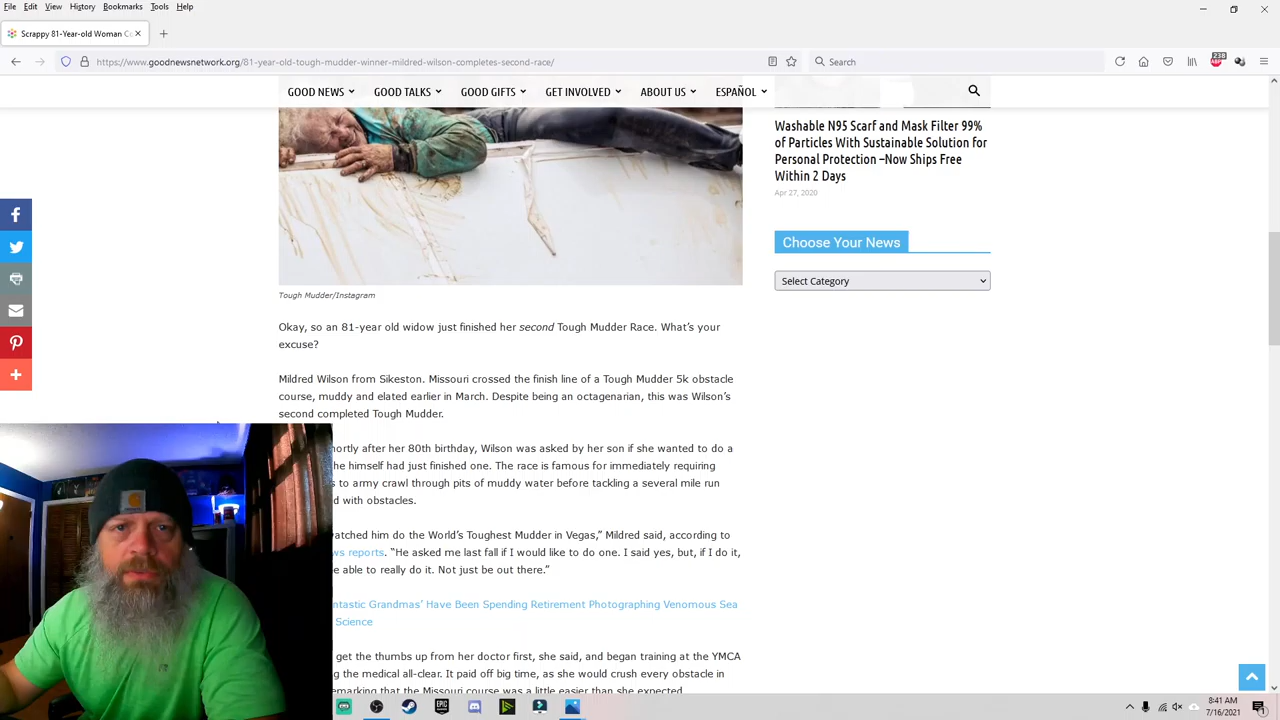 File Edit View History Bookmarks Tools Help
Scrappy 81-Year-old Woman Co
https://www.goodnewsnetwork.org/81-year-old-tough-mudder-winner-mildred-wilson-completes-second-race/
Search
238
ABP
GOOD NEWS
GOOD TALKS
GOOD GIFTS
GET INVOLVED
ABOUT US
ESPAÑOL
Tough Mudder/Instagram
Okay, so an 81-year old widow just finished her second Tough Mudder Race. What's your
excuse?
Mildred Wilson from Sikeston. Missouri crossed the finish line of a Tough Mudder 5k obstacle
course, muddy and elated earlier in March. Despite being an octagenarian, this was Wilson's
second completed Tough Mudder.
hortly after her 80th birthday, Wilson was asked by her son if she wanted to do a
he himself had just finished one. The race is famous for immediately requiring
s to army crawl through pits of muddy water before tackling a several mile run
d with obstacles.
atched him do the World's Toughest Mudder in Vegas," Mildred said, according to
ws reports. "He asked me last fall if I would like to do one. I said yes, but, if I do it,
e able to really do it. Not just be out there."
ntastic Grandmas' Have Been Spending Retirement Photographing Venomous Sea
Science
get the thumbs up from her doctor first, she said, and began training at the YMCA
g the medical all-clear. It paid off big time, as she would crush every obstacle in
emarking that the Missouri course was a little easier than she expected.
Washable N95 Scarf and Mask Filter 99%
of Particles With Sustainable Solution for
Personal Protection –Now Ships Free
Within 2 Days
Apr 27, 2020
Choose Your News
Select Category
EPIC
8:41 AM
7/16/2021